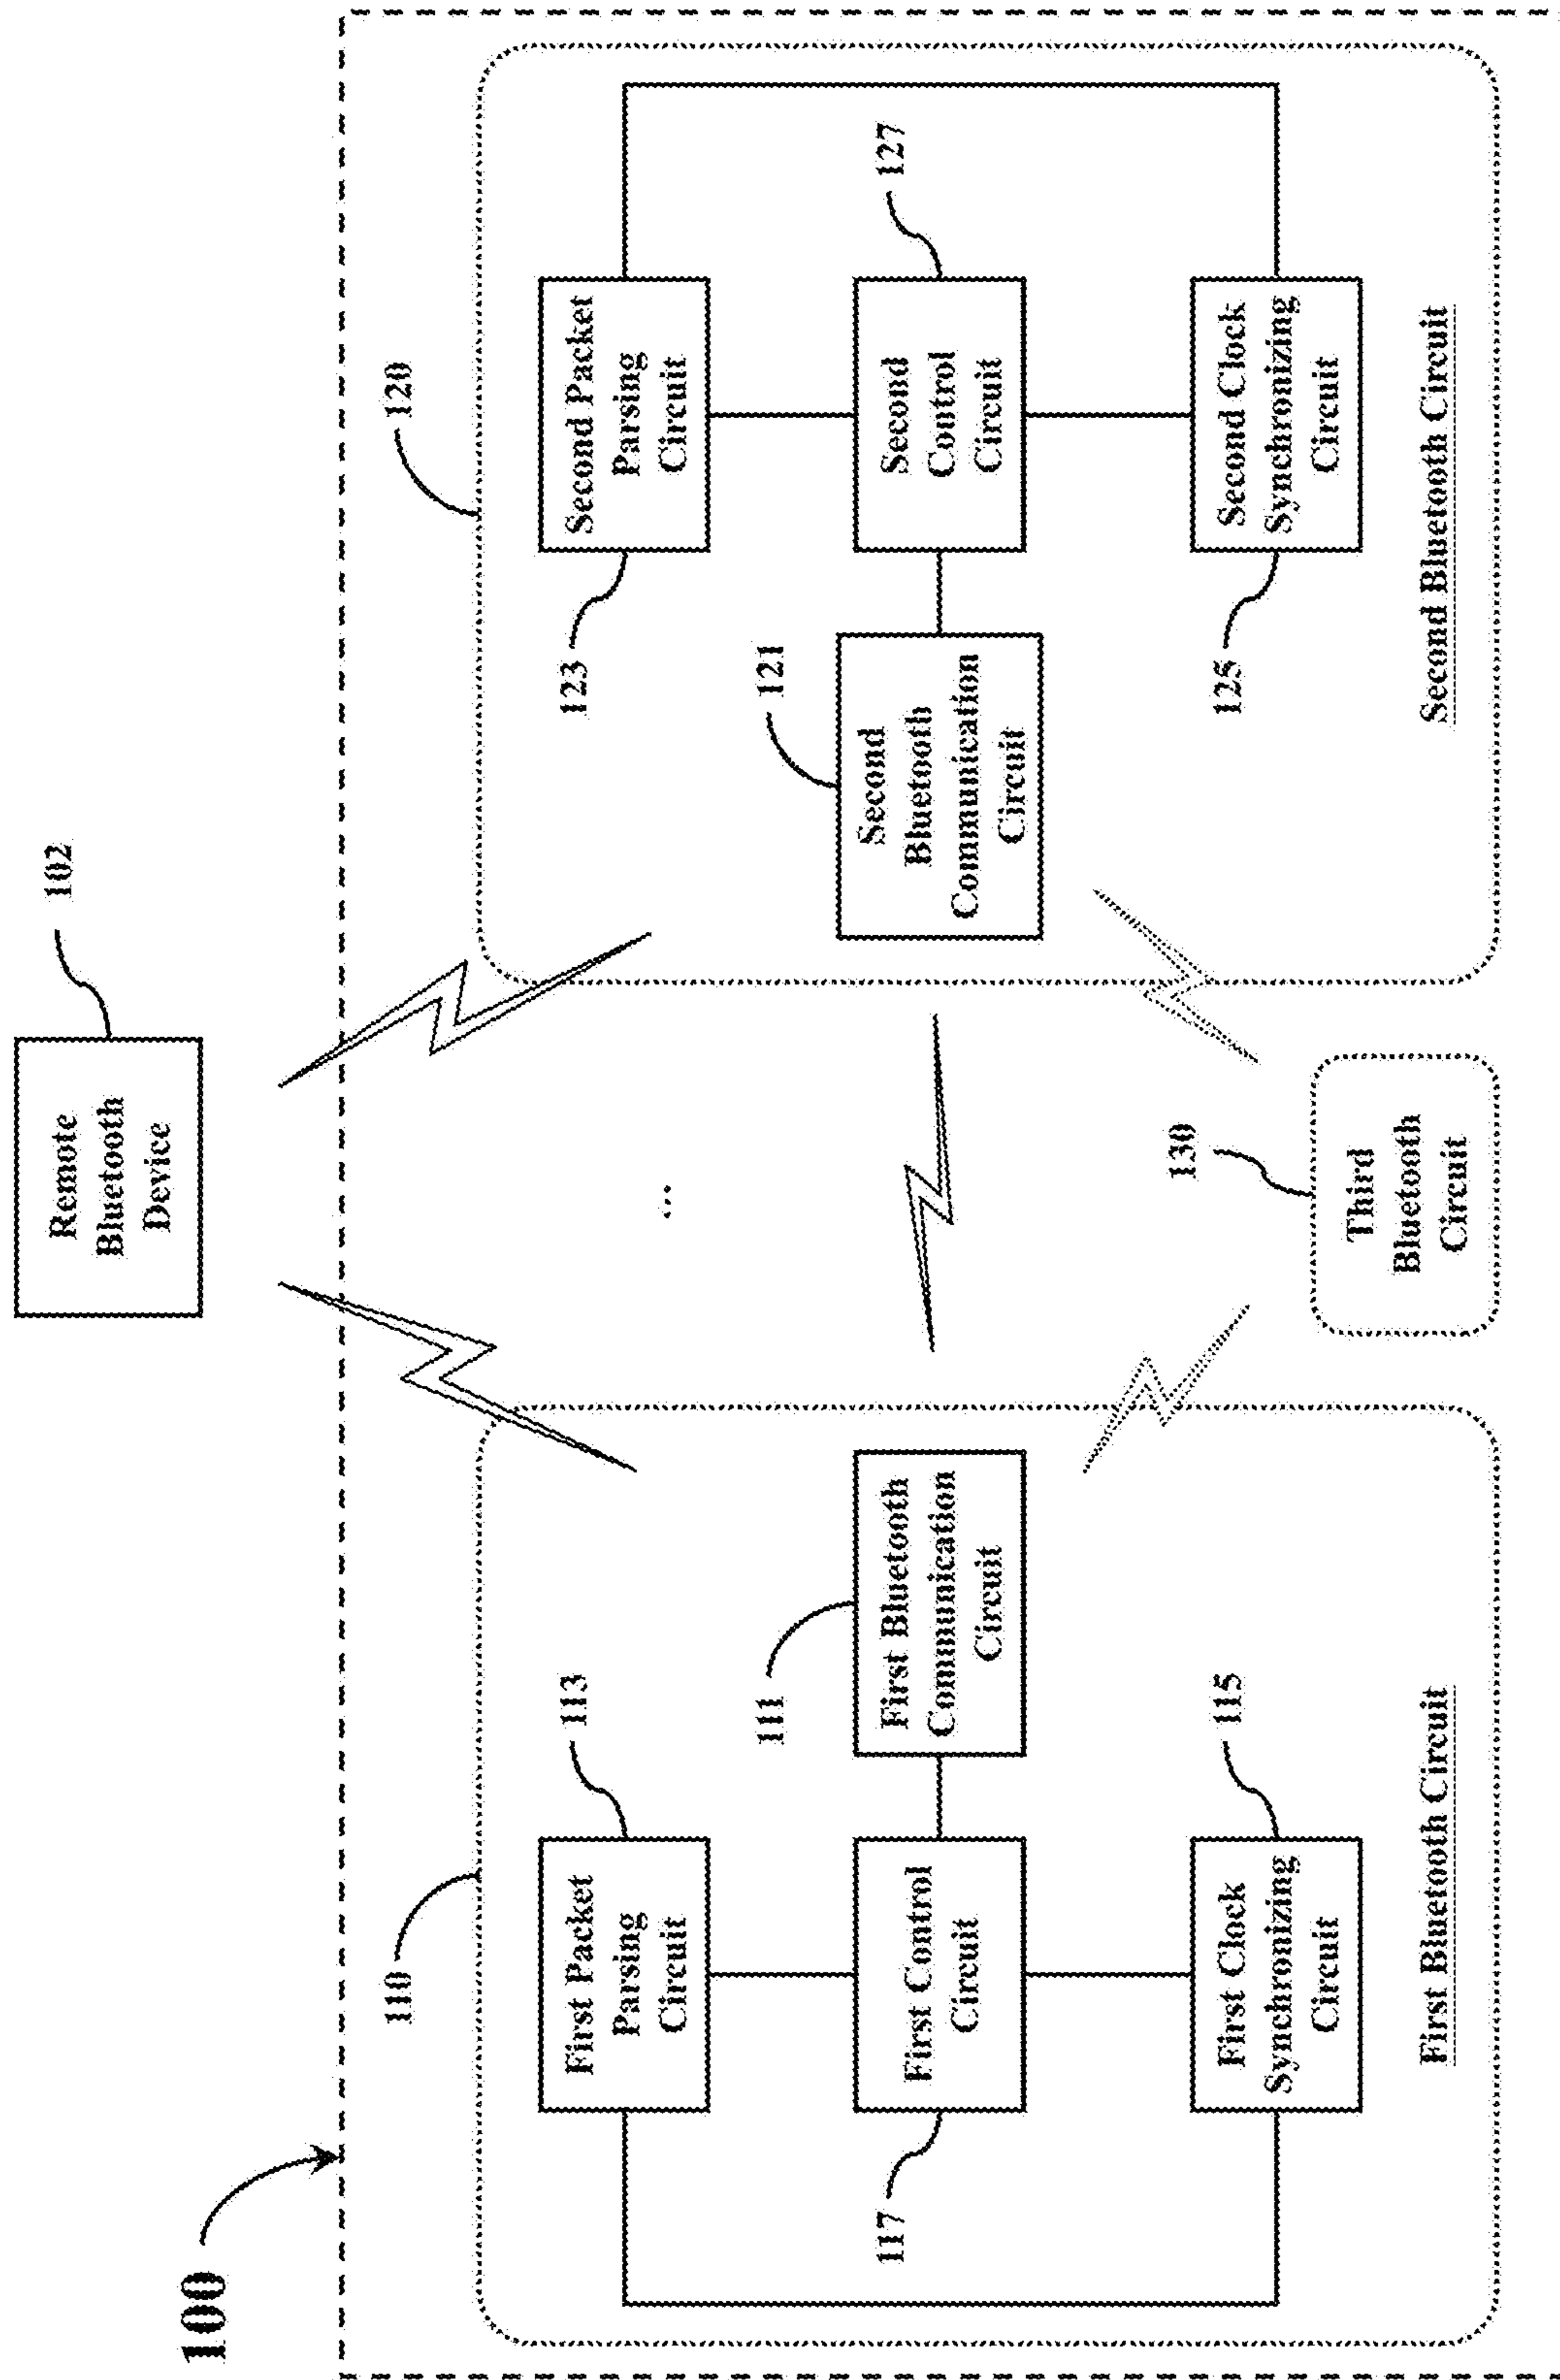 100
Remote
Bluetooth
Device
102
110
120
First Packet
Parsing
Circuit
113
123
Second Packet
Parsing
Circuit
...
117
First Control
Circuit
111
First Bluetooth
Communication
Circuit
121
Second
Bluetooth
Communication
Circuit
Second
Control
Circuit
127
First Clock
Synchronizing
Circuit
115
130
Third
Bluetooth
Circuit
125
Second Clock
Synchronizing
Circuit
First Bluetooth Circuit
Second Bluetooth Circuit